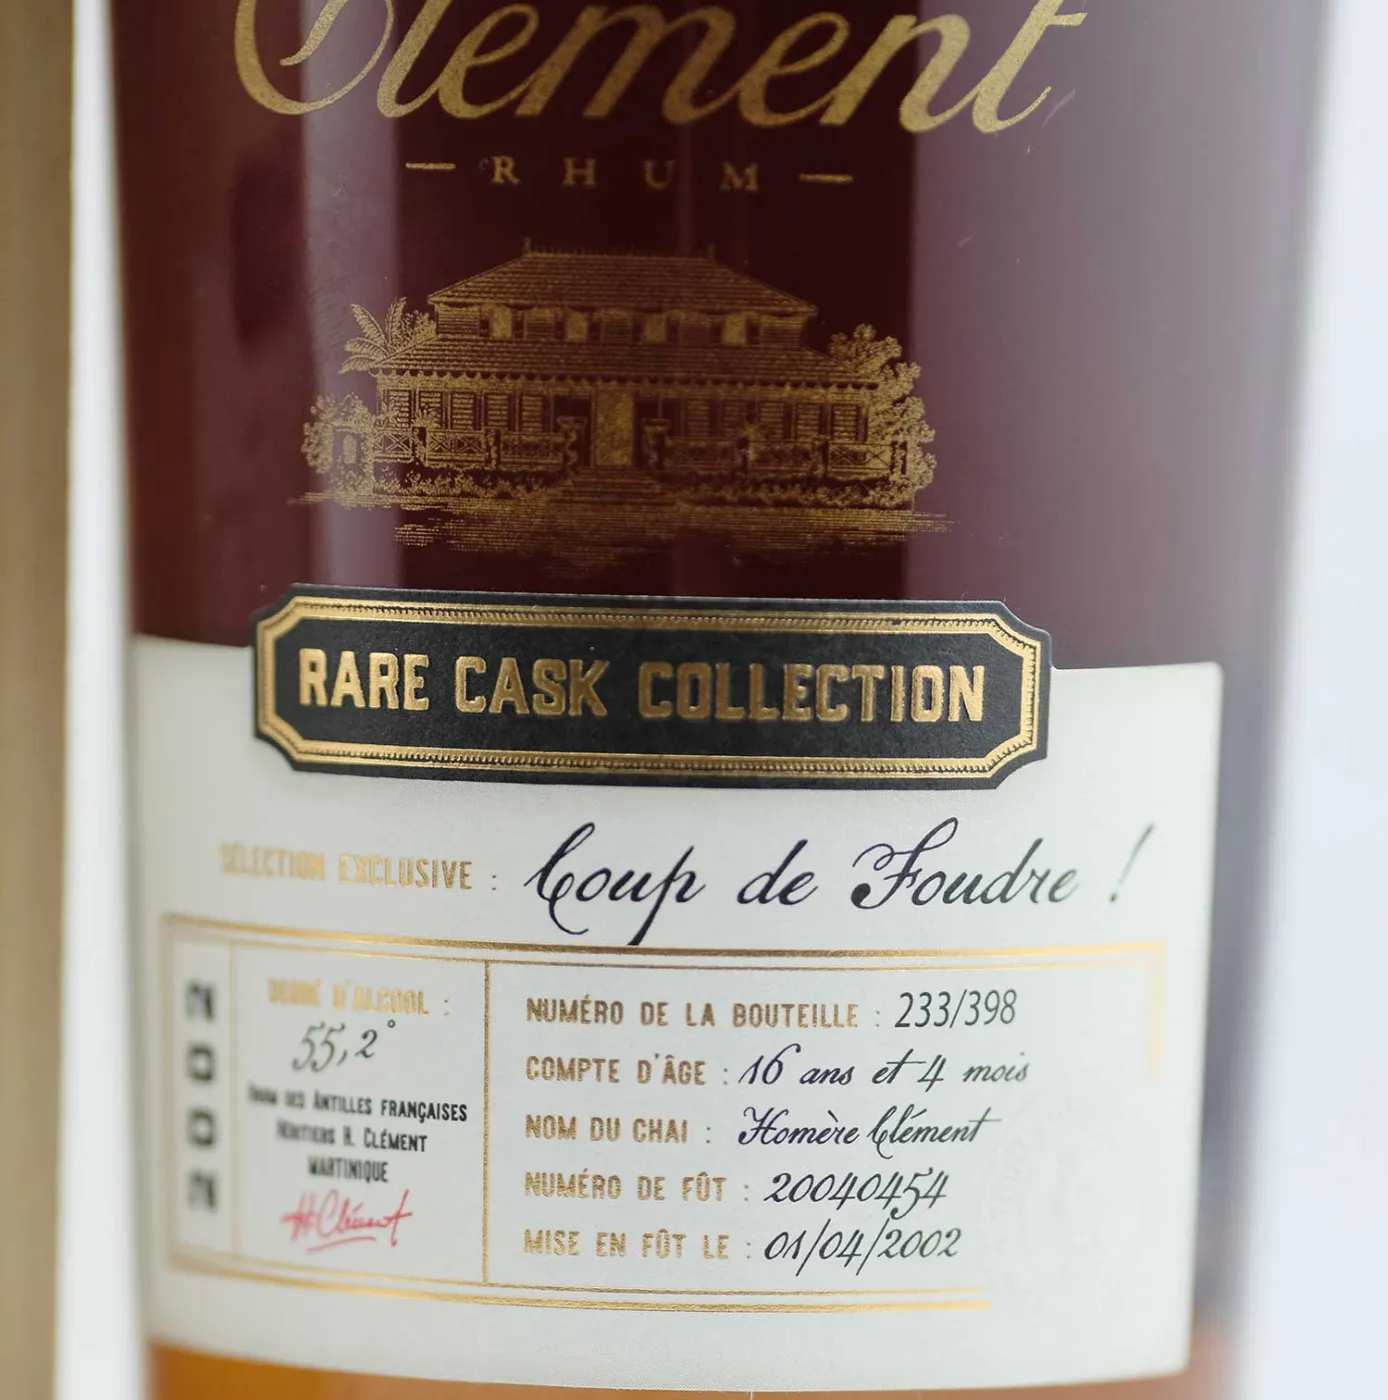 Clément
RHUM
RARE CASK COLLECTION
SÉLECTION EXCLUSIVE : Coup de Foudre !
2002
DEGRÉ D'ALCOOL :
55,2°
RHUM DES ANTILLES FRANÇAISES
HÉRITIERS H. CLÉMENT
MARTINIQUE
H. Clément
NUMÉRO DE LA BOUTEILLE : 233/398
COMPTE D'ÂGE : 16 ans et 4 mois
NOM DU CHAI : Homère Clément
NUMÉRO DE FÛT : 20040454
MISE EN FÛT LE : 01/04/2002